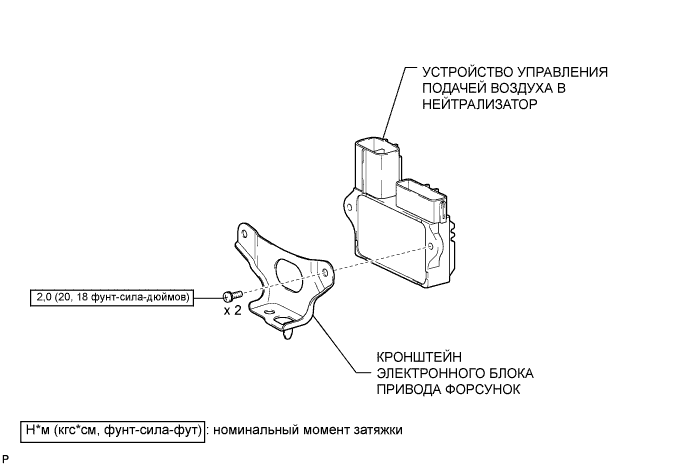 УСТРОЙСТВО УПРАВЛЕНИЯ
ПОДАЧЕЙ ВОЗДУХА В
НЕЙТРАЛИЗАТОР
2,0 (20, 18 фунт-сила-дюймов)
x 2
КРОНШТЕЙН
ЭЛЕКТРОННОГО БЛОКА
ПРИВОДА ФОРСУНОК
Н*м (кгс*см, фунт-сила-фут) : номинальный момент затяжки
P